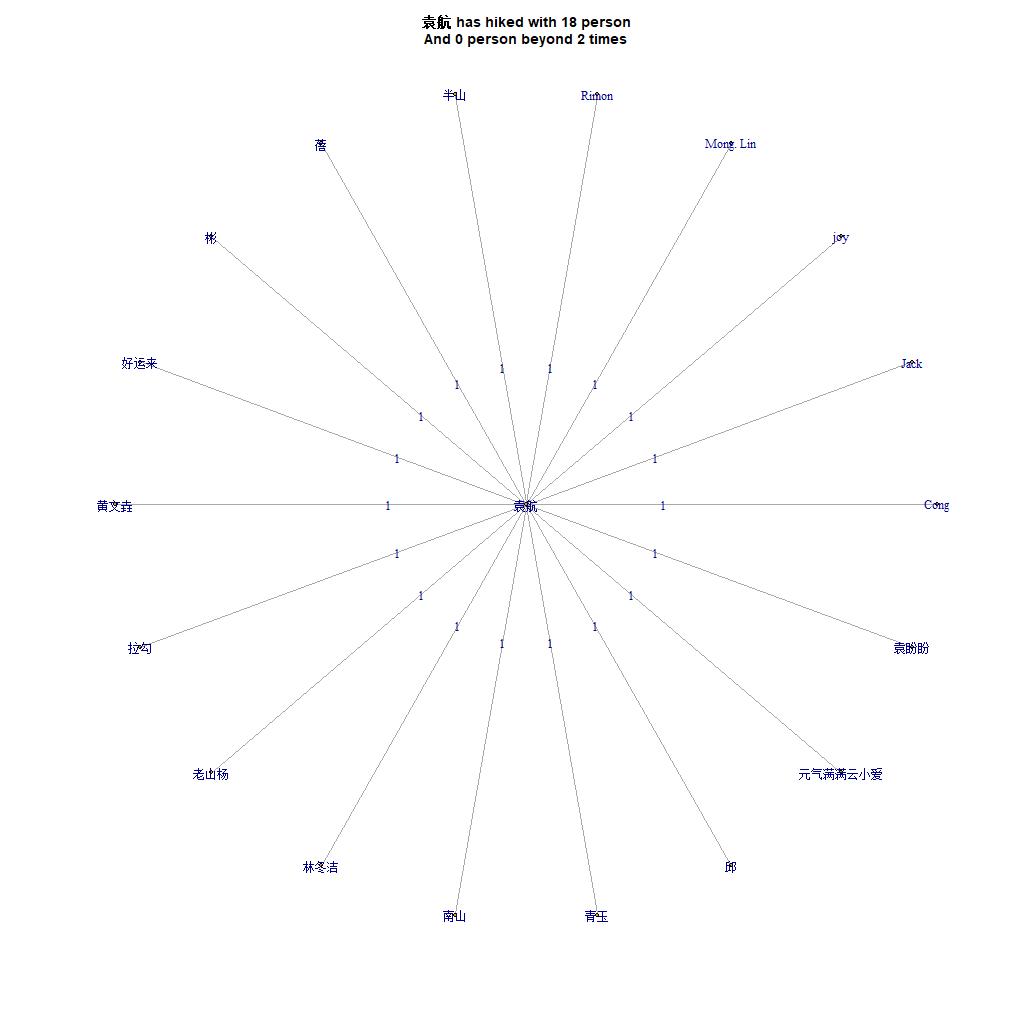 袁航 has hiked with 18 person
And 0 person beyond 2 times
半山
Rimon
蓿
Mong. Lin
彬
joy
好运来
Jack
1
1
1
1
1
1
1
1
黄文垚
1
袁航
1
Cong
1
1
1
1
1
1
1
1
拉勾
袁盼盼
老山杨
元气满满云小爱
林冬洁
邱
南山
青玉